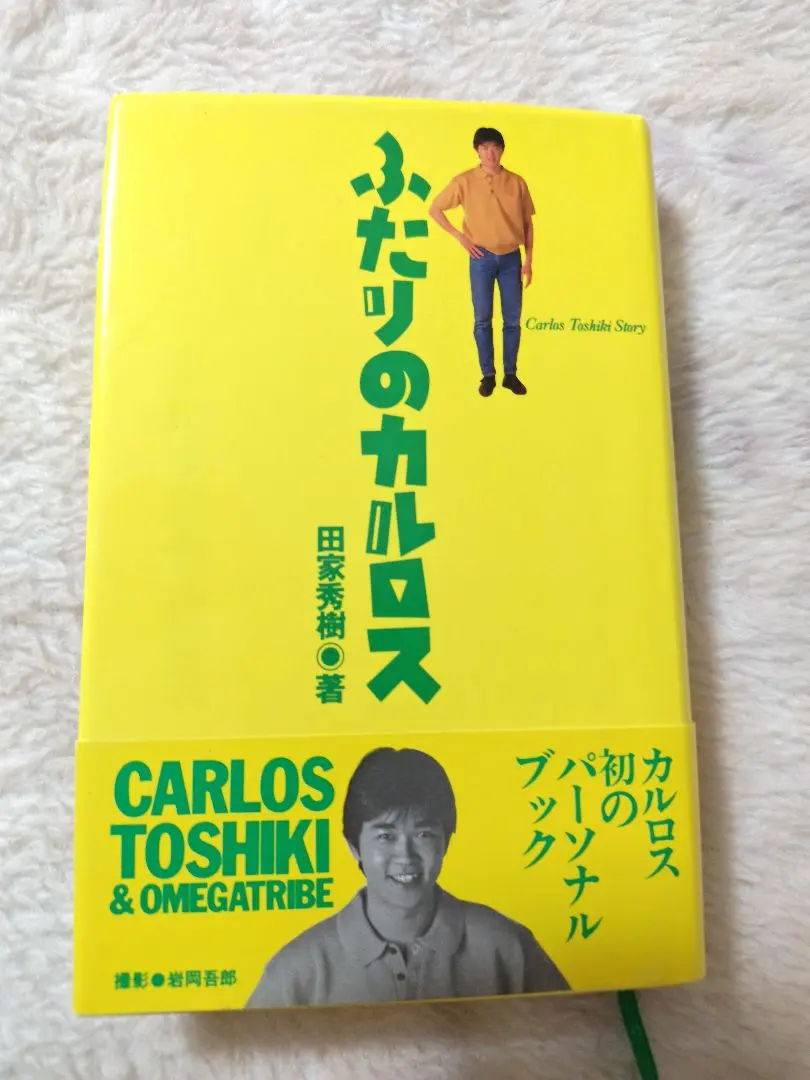 ふたりのカルロス
Carlos Toshiki Story
田家秀樹◉著
CARLOS
TOSHIKI
& OMEGATRIBE
カルロス
初の
パーソナル
ブック
撮影●岩岡吾郎